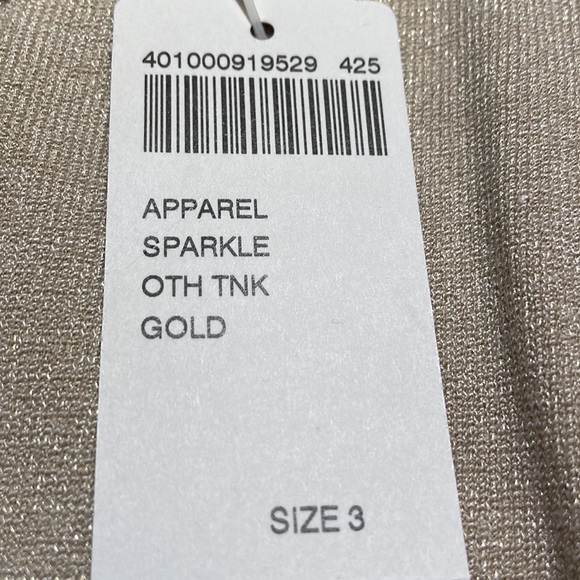 401000919529 425
APPAREL
SPARKLE
OTH TNK
GOLD
SIZE 3